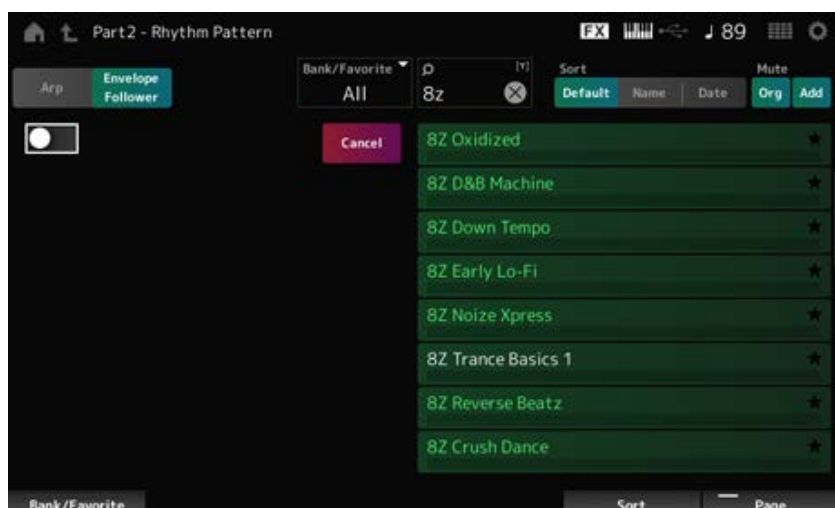 Part2 - Rhythm Pattern
FX
♩ 89
Arp
Envelope
Follower
Bank/Favorite
All
[Y]
8z
Sort
Default
Name
Date
Mute
Org
Add
Cancel
8Z Oxidized
8Z D&B Machine
8Z Down Tempo
8Z Early Lo-Fi
8Z Noize Xpress
8Z Trance Basics 1
8Z Reverse Beatz
8Z Crush Dance
Bank/Favorite
Sort
Page